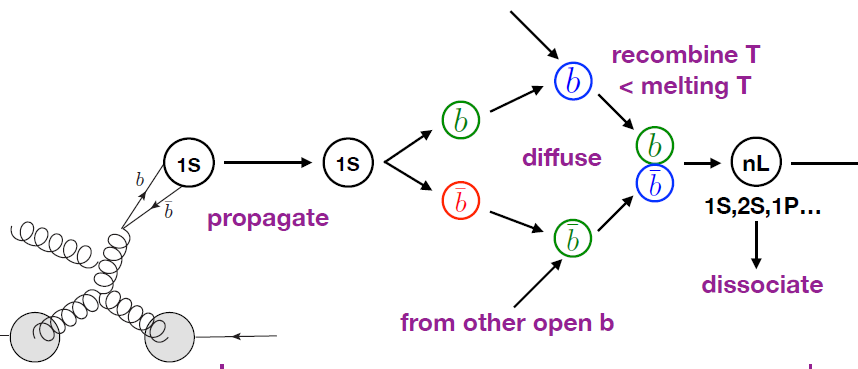 recombine T
< melting T
b
b
1S
1S
b
diffuse
b
nL
b̄
b̄
b̄
propagate
b̄
1S,2S,1P...
dissociate
from other open b